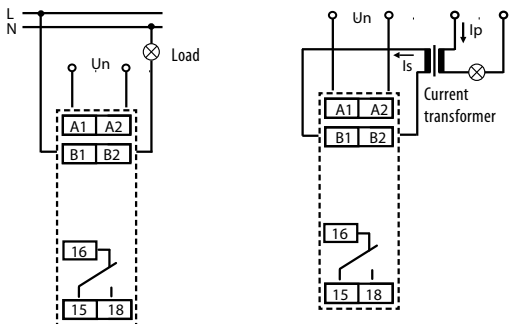 L
N
Un
Load
A1 A2
B1 B2
16
15 18
Un
Ip
Is
Current
transformer
A1 A2
B1 B2
16
15 18